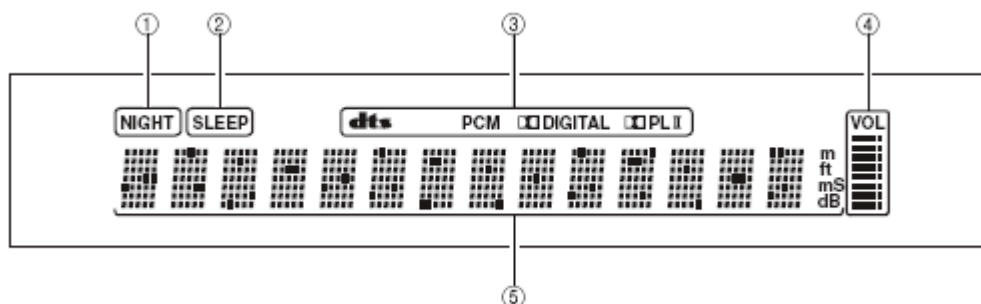 ① ② ③ ④
NIGHT SLEEP dts PCM DIGITAL PL II VOL
m
ft
mS
dB
⑤